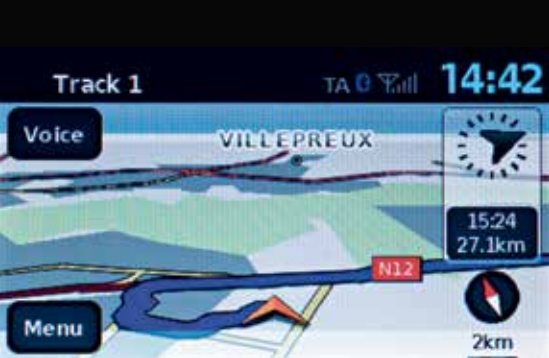 Track 1
TA
14:42
Voice
VILLEPREUX
15:24
27.1km
N12
Menu
2km